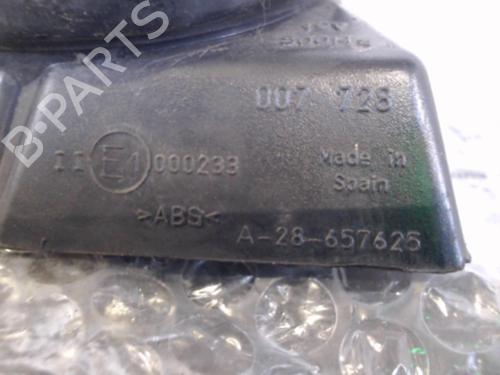 007 728
II E1 000233
Made in
Spain
>ABS<
A-28-657625
B-PARTS